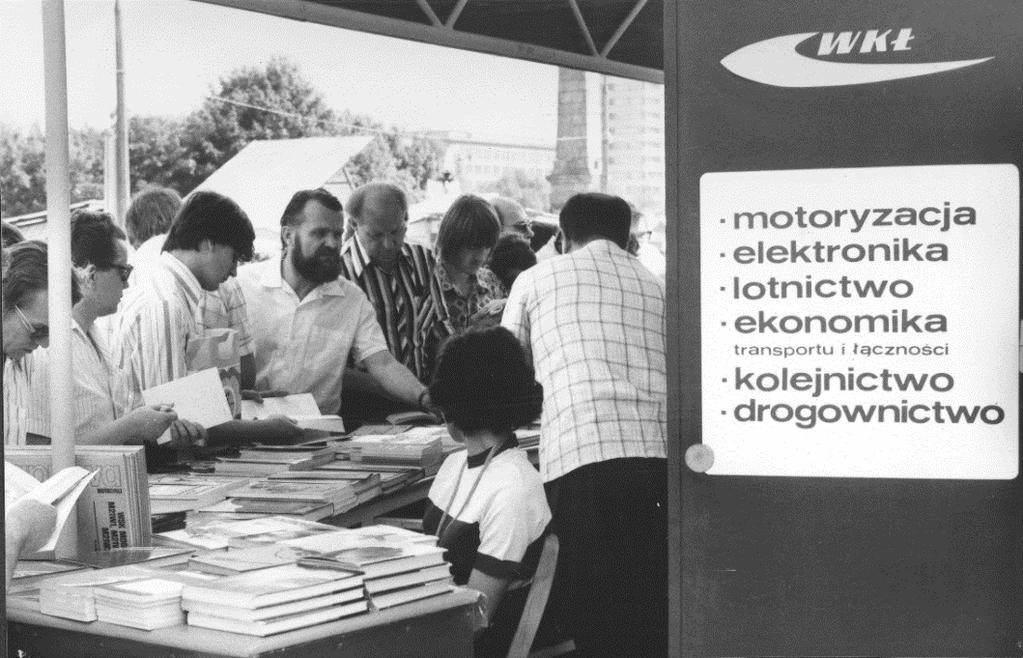 WKŁ
· motoryzacja
· elektronika
· lotnictwo
· ekonomika
transportu i łączności
· kolejnictwo
· drogownictwo